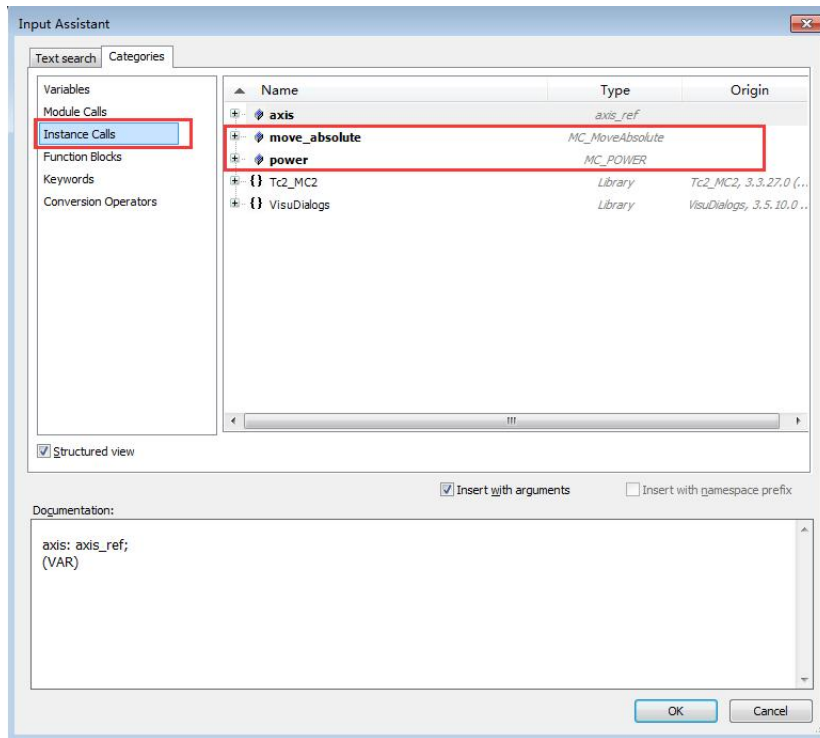 Input Assistant
Text search Categories
Variables
Module Calls
Instance Calls
Function Blocks
Keywords
Conversion Operators
Name Type Origin
axis axis_ref
move_absolute MC_MoveAbsolute
power MC_POWER
{} Tc2_MC2 Library Tc2_MC2, 3.3.27.0 (...
{} VisuDialogs Library VisuDialogs, 3.5.10.0 ..
Structured view
Insert with arguments Insert with namespace prefix
Documentation:
axis: axis_ref;
(VAR)
OK Cancel